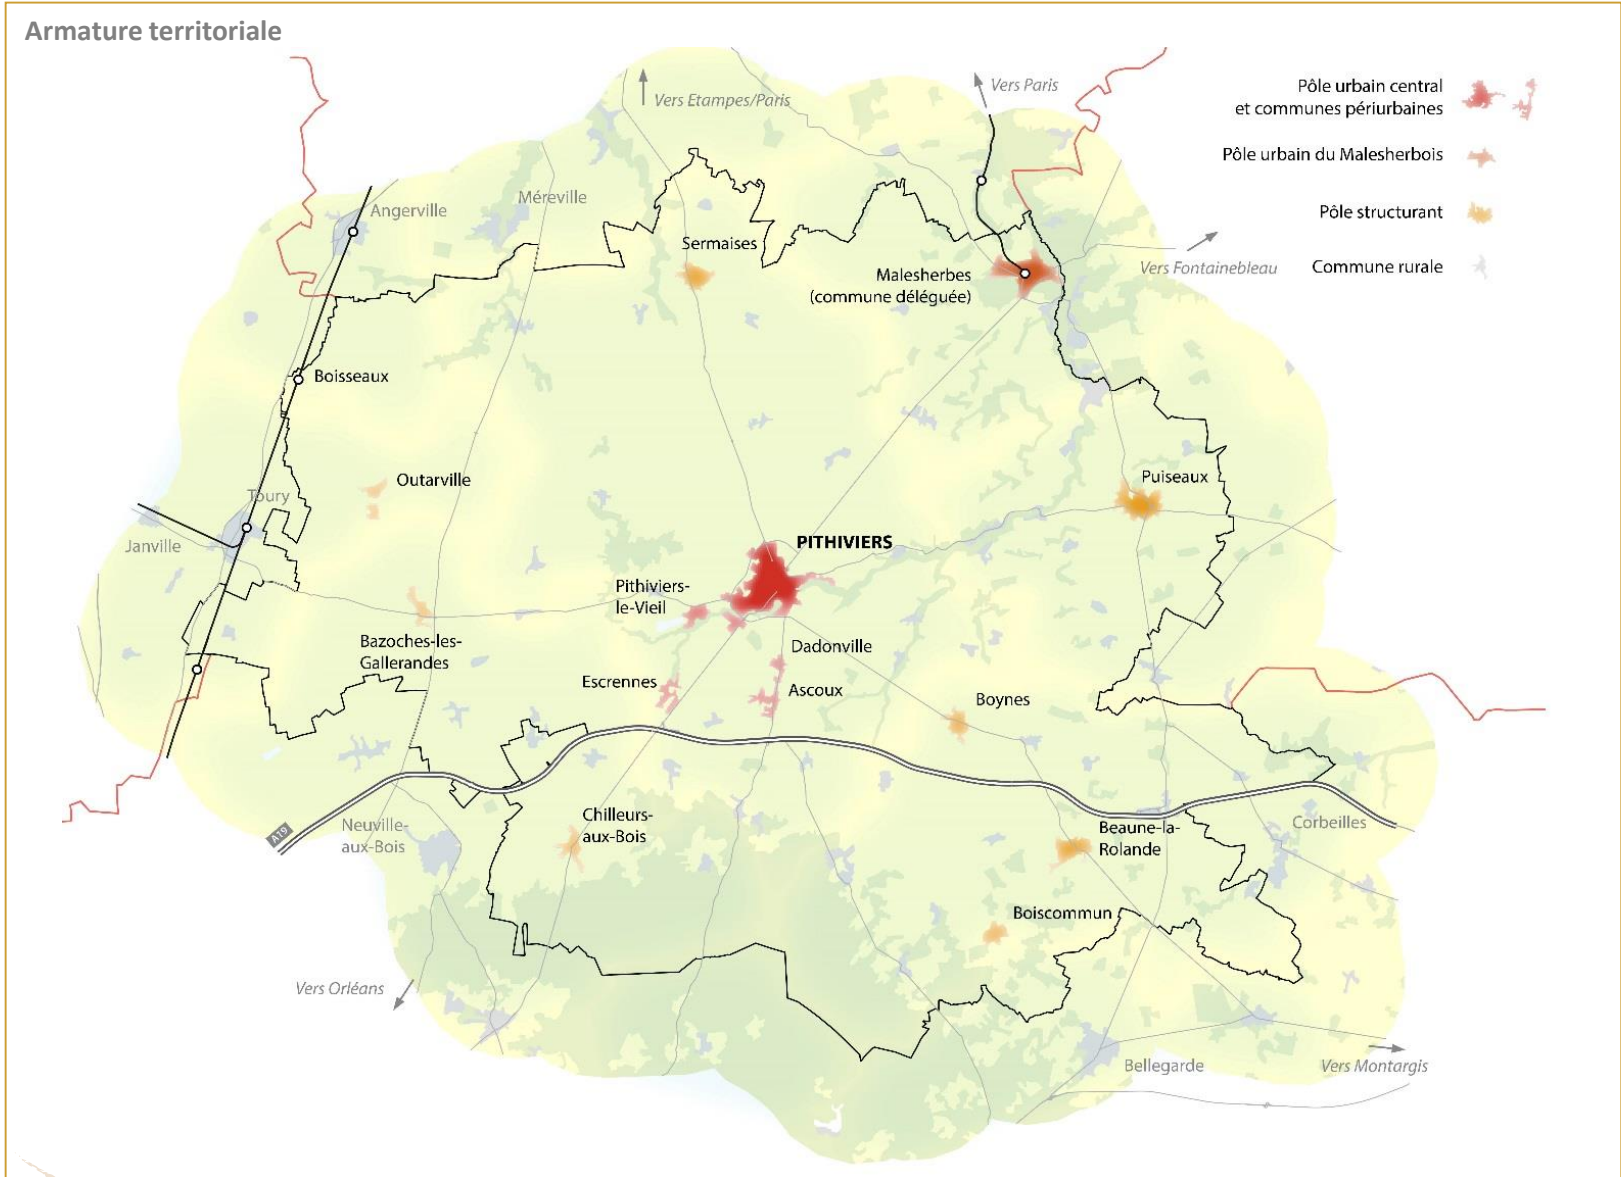 Armature territoriale
Vers Etampes/Paris
Vers Paris
Pôle urbain central
et communes périurbaines
Pôle urbain du Malesherbois
Pôle structurant
Commune rurale
Angerville
Méreville
Sermaises
Malesherbes
(commune déléguée)
Vers Fontainebleau
Boisseaux
Outarville
Toury
Janville
Puiseaux
PITHIVIERS
Pithiviers-
le-Vieil
Bazoches-les-
Gallerandes
Dadonville
Escrennes
Ascoux
Boynes
A19
Neuville-
aux-Bois
Chilleurs-
aux-Bois
Beaune-la-
Rolande
Corbeilles
Boiscommun
Vers Orléans
Bellegarde
Vers Montargis